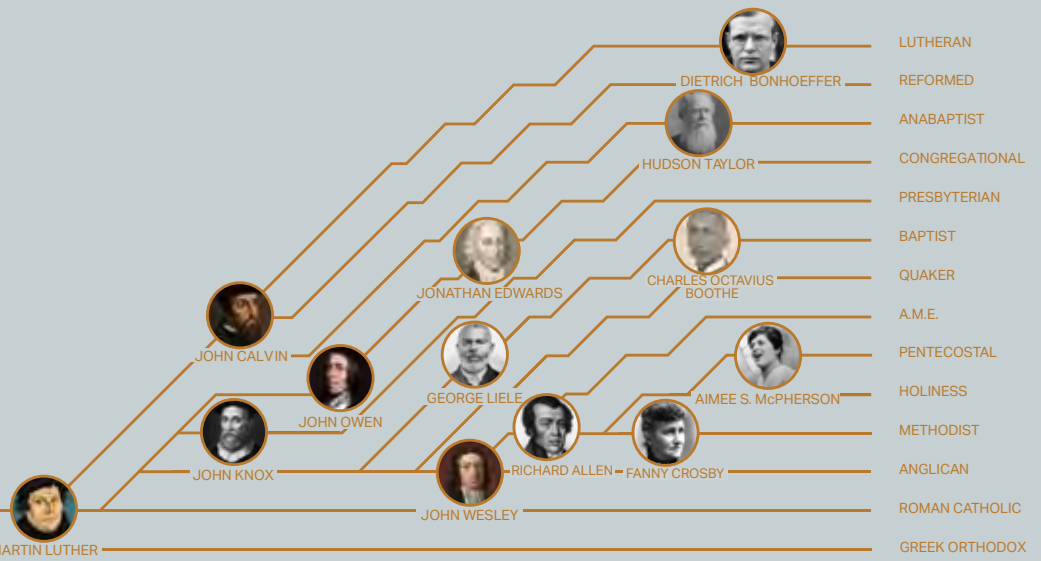 LUTHERAN
DIETRICH BONHOEFFER
REFORMED
ANABAPTIST
HUDSON TAYLOR
CONGREGATIONAL
PRESBYTERIAN
BAPTIST
CHARLES OCTAVIUS
BOOTHE
QUAKER
JONATHAN EDWARDS
A.M.E.
JOHN CALVIN
PENTECOSTAL
GEORGE LIELE
AIMEE S. McPHERSON
HOLINESS
JOHN OWEN
METHODIST
JOHN KNOX
RICHARD ALLEN
FANNY CROSBY
ANGLICAN
JOHN WESLEY
ROMAN CATHOLIC
ARTIN LUTHER
GREEK ORTHODOX